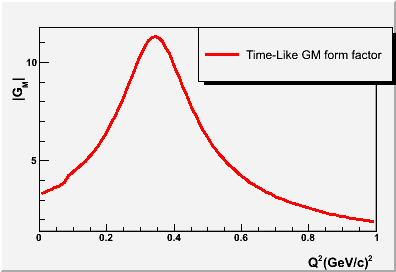 Time-Like GM form factor
|G_M|
10
5
0 0.2 0.4 0.6 0.8 1
Q²(GeV/c)²